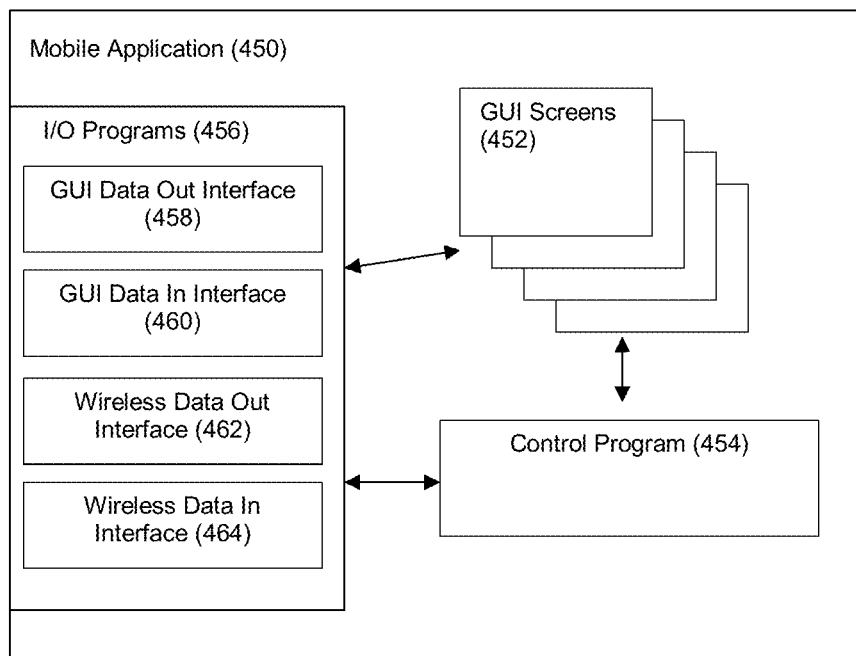 Mobile Application (450)
I/O Programs (456)
GUI Data Out Interface
(458)
GUI Data In Interface
(460)
Wireless Data Out
Interface (462)
Wireless Data In
Interface (464)
GUI Screens
(452)
Control Program (454)